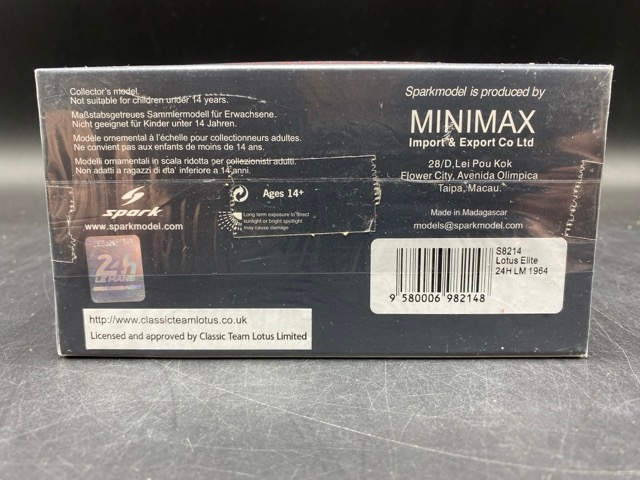 Collector's model.
Not suitable for children under 14 years.
Maßstabsgetreues Sammlermodell für Erwachsene.
Nicht geeignet für Kinder unter 14 Jahren.
Modèle ornemental à l'échelle pour collectionneurs adultes.
Ne convient pas aux enfants de moins de 14 ans.
Modelli ornamentali in scala ridotta per collezionisti adulti.
Non adatti a ragazzi di eta' inferiore a 14 anni.
spark
www.sparkmodel.com
Ages 14+
Long term exposure to direct
sunlight or bright spotlight
may cause damage
24h
LE MANS
http://www.classicteamlotus.co.uk
Licensed and approved by Classic Team Lotus Limited
Sparkmodel is produced by
MINIMAX
Import & Export Co Ltd
28/D, Lei Pou Kok
Flower City, Avenida Olimpica
Taipa, Macau.
Made in Madagascar
models@sparkmodel.com
S8214
Lotus Elite
24H LM 1964
9 580006 982148